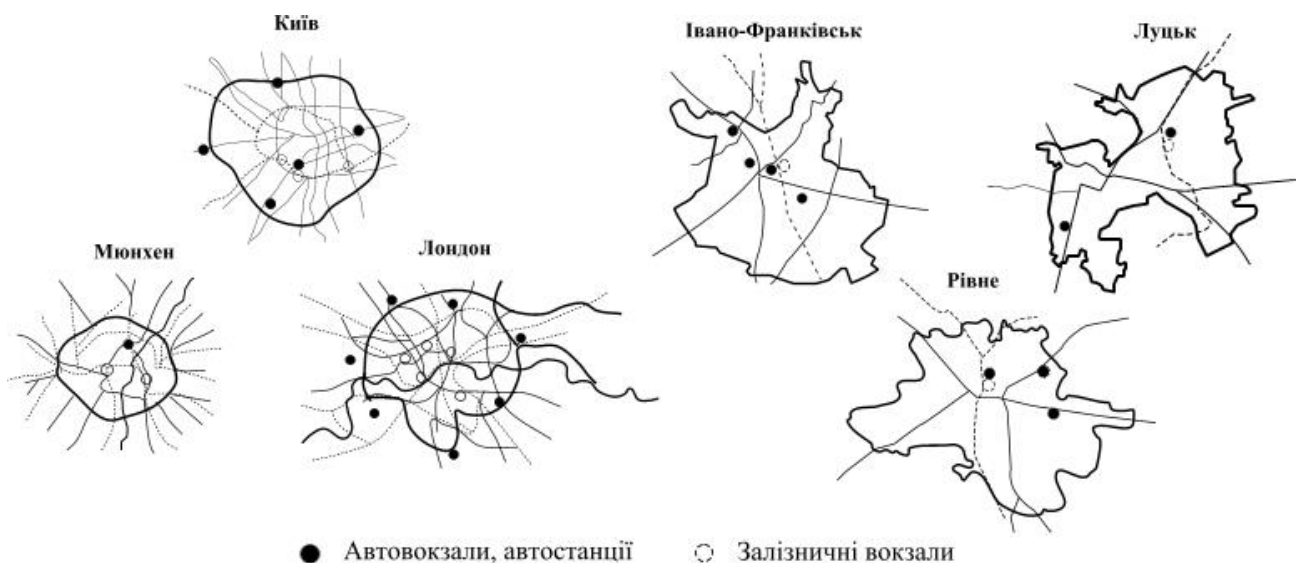 Київ
Івано-Франківськ
Луцьк
Мюнхен
Лондон
Рівне
Автовокзали, автостанції
Залізничні вокзали